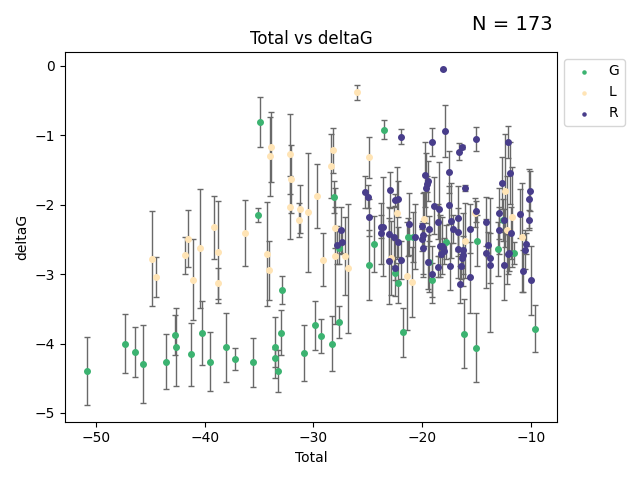 N = 173
Total vs deltaG
G
L
R
deltaG
0
−1
−2
−3
−4
−5
−50 −40 −30 −20 −10
Total